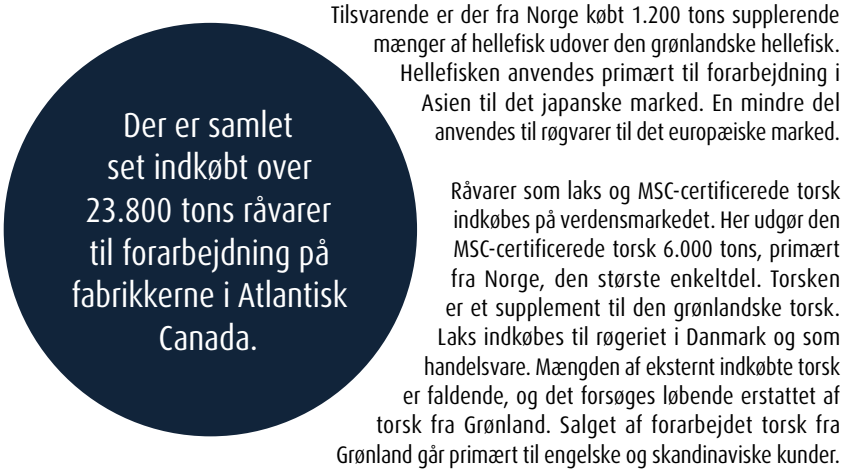 Tilsvarende er der fra Norge købt 1.200 tons supplerende
mænger af hellefisk udover den grønlandske hellefisk.
Hellefisken anvendes primært til forarbejdning i
Asien til det japanske marked. En mindre del
anvendes til røgvarer til det europæiske marked.
Råvarer som laks og MSC-certificerede torsk
indkøbes på verdensmarkedet. Her udgør den
MSC-certificerede torsk 6.000 tons, primært
fra Norge, den største enkeltdel. Torsken
er et supplement til den grønlandske torsk.
Laks indkøbes til røgeriet i Danmark og som
handelsvare. Mængden af eksternt indkøbte torsk
er faldende, og det forsøges løbende erstattet af
torsk fra Grønland. Salget af forarbejdet torsk fra
Grønland går primært til engelske og skandinaviske kunder.
Der er samlet
set indkøbt over
23.800 tons råvarer
til forarbejdning på
fabrikkerne i Atlantisk
Canada.